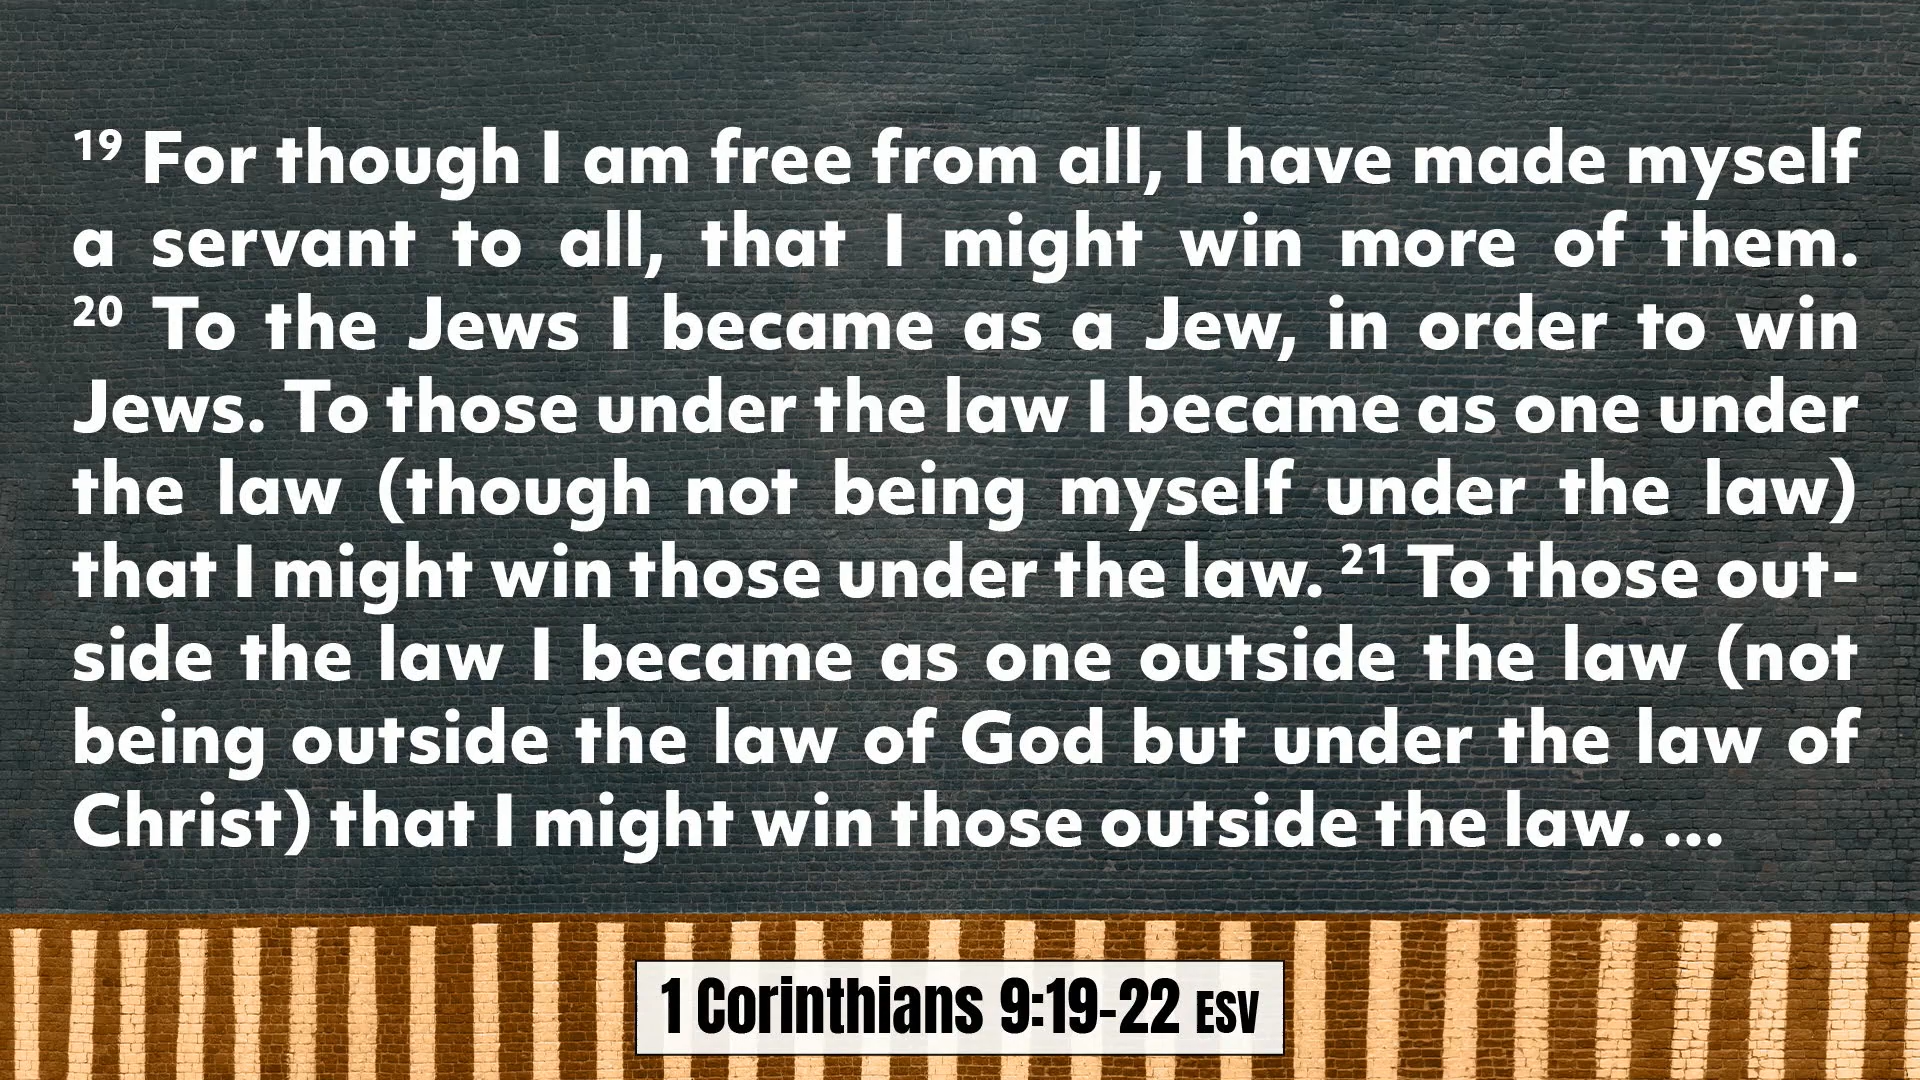 19 For though I am free from all, I have made myself
a servant to all, that I might win more of them.
20 To the Jews I became as a Jew, in order to win
Jews. To those under the law I became as one under
the law (though not being myself under the law)
that I might win those under the law. 21 To those out-
side the law I became as one outside the law (not
being outside the law of God but under the law of
Christ) that I might win those outside the law. ...
1 Corinthians 9:19-22 ESV